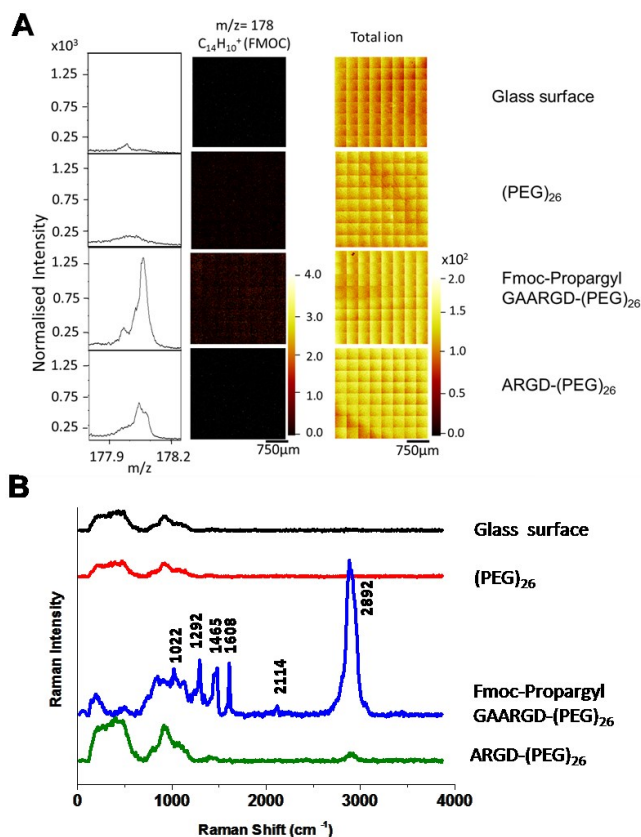 A
m/z= 178
C₁₄H₁₀⁺ (FMOC)
Total ion
x10³
1.25
0.75
0.25
Glass surface
1.25
0.75
0.25
(PEG)₂₆
1.25
0.75
0.25
4.0
3.0
2.0
1.0
0.0
x10²
2.0
1.5
1.0
0.5
0.0
Fmoc-Propargyl
GAARGD-(PEG)₂₆
1.25
0.75
0.25
ARGD-(PEG)₂₆
Normalised Intensity
177.9 178.2
m/z
750µm
750µm
B
Glass surface
(PEG)₂₆
1022
1292
1465
1608
2114
2892
Fmoc-Propargyl
GAARGD-(PEG)₂₆
ARGD-(PEG)₂₆
Raman Intensity
0 1000 2000 3000 4000
Raman Shift (cm⁻¹)